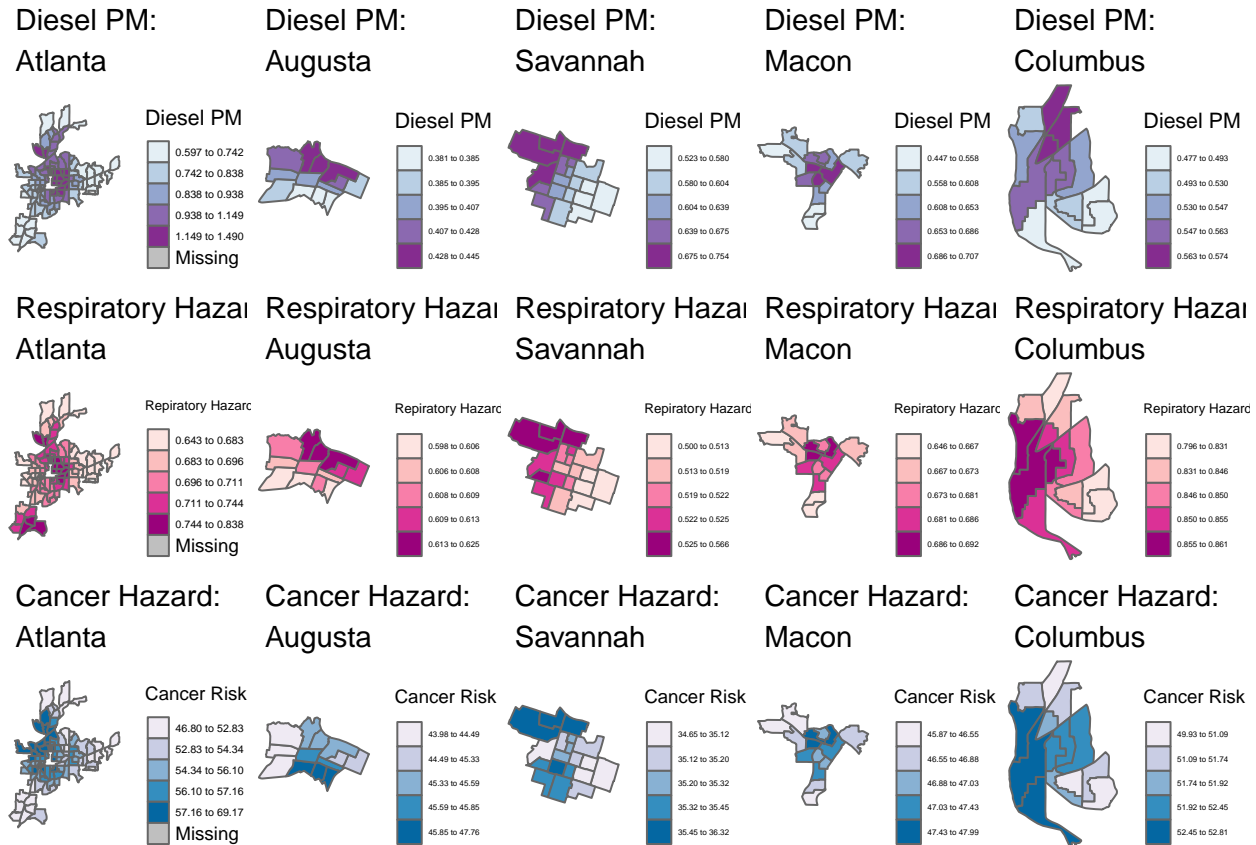 Diesel PM:
Atlanta
Diesel PM
0.597 to 0.742
0.742 to 0.838
0.838 to 0.938
0.938 to 1.149
1.149 to 1.490
Missing
Diesel PM:
Augusta
Diesel PM
0.381 to 0.385
0.385 to 0.395
0.395 to 0.407
0.407 to 0.428
0.428 to 0.445
Diesel PM:
Savannah
Diesel PM
0.523 to 0.580
0.580 to 0.604
0.604 to 0.639
0.639 to 0.675
0.675 to 0.754
Diesel PM:
Macon
Diesel PM
0.447 to 0.558
0.558 to 0.608
0.608 to 0.653
0.653 to 0.686
0.686 to 0.707
Diesel PM:
Columbus
Diesel PM
0.477 to 0.493
0.493 to 0.530
0.530 to 0.547
0.547 to 0.563
0.563 to 0.574
Respiratory Hazar
Atlanta
Repiratory Hazard
0.643 to 0.683
0.683 to 0.696
0.696 to 0.711
0.711 to 0.744
0.744 to 0.838
Missing
Respiratory Hazar
Augusta
Repiratory Hazard
0.598 to 0.606
0.606 to 0.608
0.608 to 0.609
0.609 to 0.613
0.613 to 0.625
Respiratory Hazar
Savannah
Repiratory Hazard
0.500 to 0.513
0.513 to 0.519
0.519 to 0.522
0.522 to 0.525
0.525 to 0.566
Respiratory Hazar
Macon
Repiratory Hazard
0.646 to 0.667
0.667 to 0.673
0.673 to 0.681
0.681 to 0.686
0.686 to 0.692
Respiratory Hazar
Columbus
Repiratory Hazard
0.796 to 0.831
0.831 to 0.846
0.846 to 0.850
0.850 to 0.855
0.855 to 0.861
Cancer Hazard:
Atlanta
Cancer Risk
46.80 to 52.83
52.83 to 54.34
54.34 to 56.10
56.10 to 57.16
57.16 to 69.17
Missing
Cancer Hazard:
Augusta
Cancer Risk
43.98 to 44.49
44.49 to 45.33
45.33 to 45.59
45.59 to 45.85
45.85 to 47.76
Cancer Hazard:
Savannah
Cancer Risk
34.65 to 35.12
35.12 to 35.20
35.20 to 35.32
35.32 to 35.45
35.45 to 36.32
Cancer Hazard:
Macon
Cancer Risk
45.87 to 46.55
46.55 to 46.88
46.88 to 47.03
47.03 to 47.43
47.43 to 47.99
Cancer Hazard:
Columbus
Cancer Risk
49.93 to 51.09
51.09 to 51.74
51.74 to 51.92
51.92 to 52.45
52.45 to 52.81